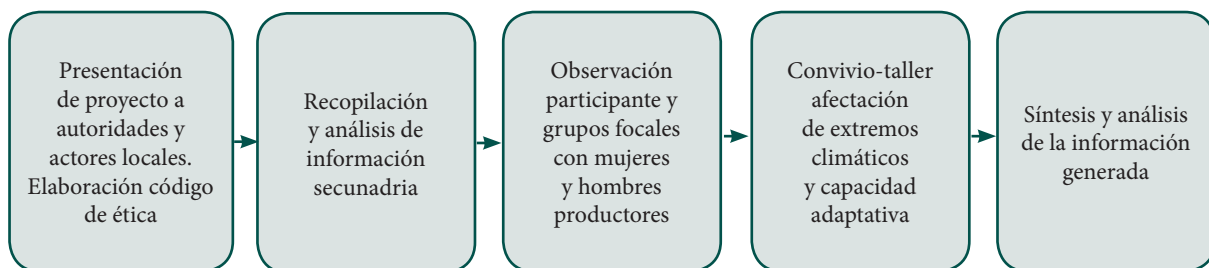 Presentación
de proyecto a
autoridades y
actores locales.
Elaboración código
de ética
Recopilación
y análisis de
información
secunadria
Observación
participante y
grupos focales
con mujeres
y hombres
productores
Convivio-taller
afectación
de extremos
climáticos
y capacidad
adaptativa
Síntesis y análisis
de la información
generada